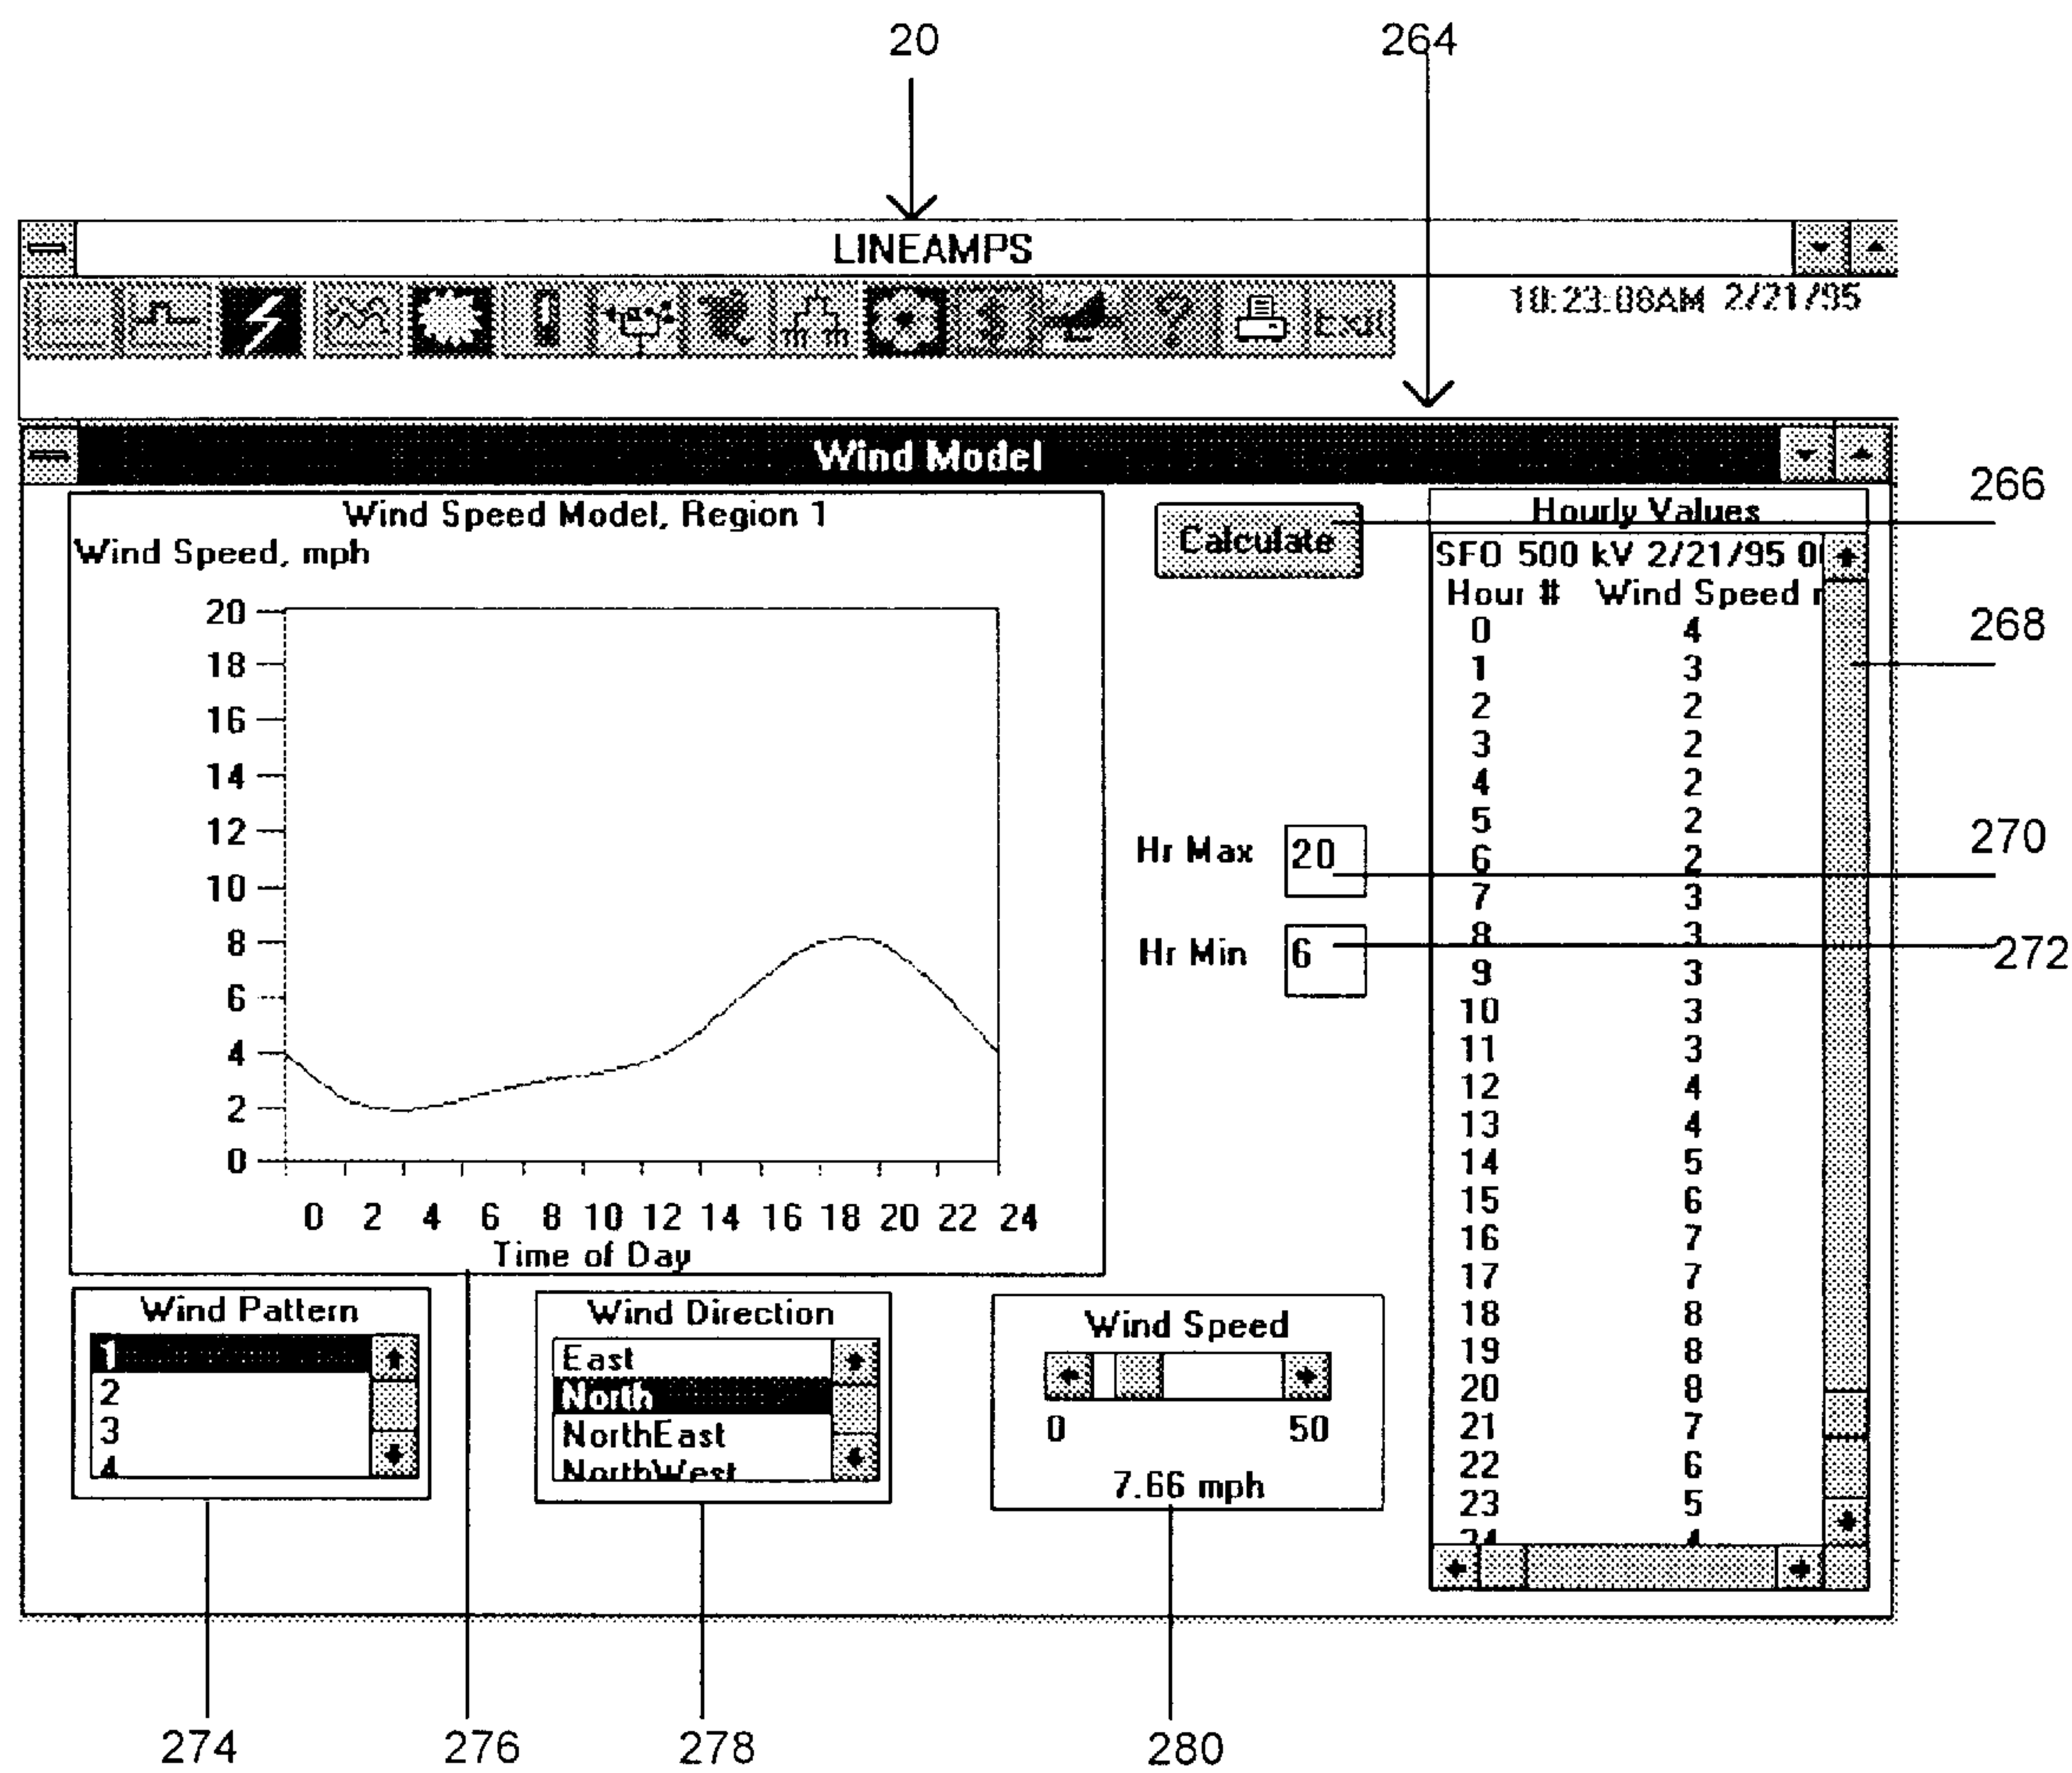 20 264
LINEAMPS
10:23:08AM 2/21/95
Exit
Wind Model
Wind Speed Model, Region 1
Wind Speed, mph
20
18
16
14
12
10
8
6
4
2
0
0 2 4 6 8 10 12 14 16 18 20 22 24
Time of Day
Calculate
Hr Max 20
Hr Min 6
Hourly Values
SFO 500 kV 2/21/95
Hour # Wind Speed
0 4
1 3
2 2
3 2
4 2
5 2
6 2
7 3
8 3
9 3
10 3
11 3
12 4
13 4
14 5
15 6
16 7
17 7
18 8
19 8
20 8
21 7
22 6
23 5
24 4
266
268
270
272
Wind Pattern
1
2
3
4
Wind Direction
East
North
NorthEast
NorthWest
Wind Speed
0 50
7.66 mph
274 276 278 280